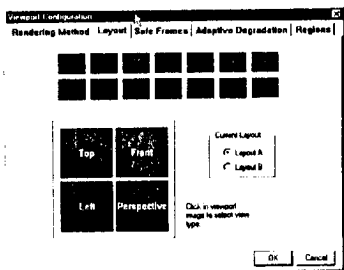 Viewport Configuration
Rendering Method Layout Safe Frames Adaptive Degradation Regions
Top Front
Current Layout
Layout A
Layout B
Left Perspective
Click in viewport
image to select view
type.
OK Cancel